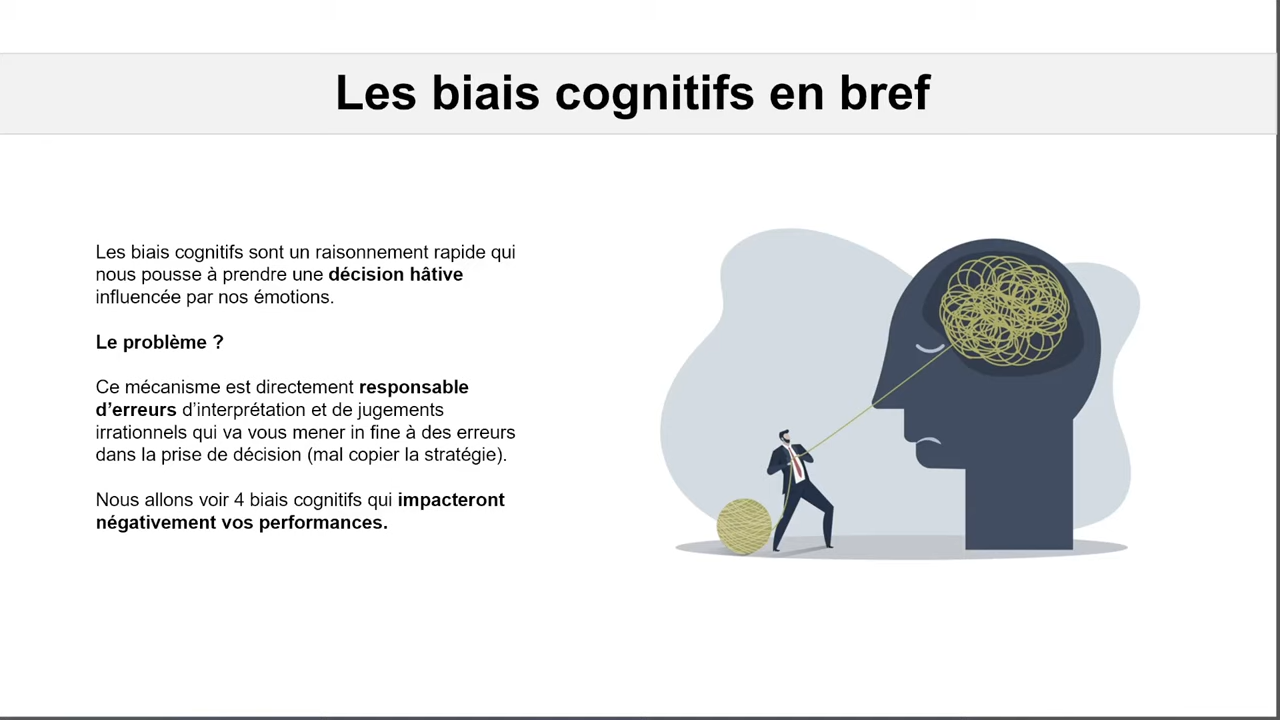 Les biais cognitifs en bref
Les biais cognitifs sont un raisonnement rapide qui
nous pousse à prendre une décision hâtive
influencée par nos émotions.
Le problème ?
Ce mécanisme est directement responsable
d’erreurs d’interprétation et de jugements
irrationnels qui va vous mener in fine à des erreurs
dans la prise de décision (mal copier la stratégie).
Nous allons voir 4 biais cognitifs qui impacteront
négativement vos performances.